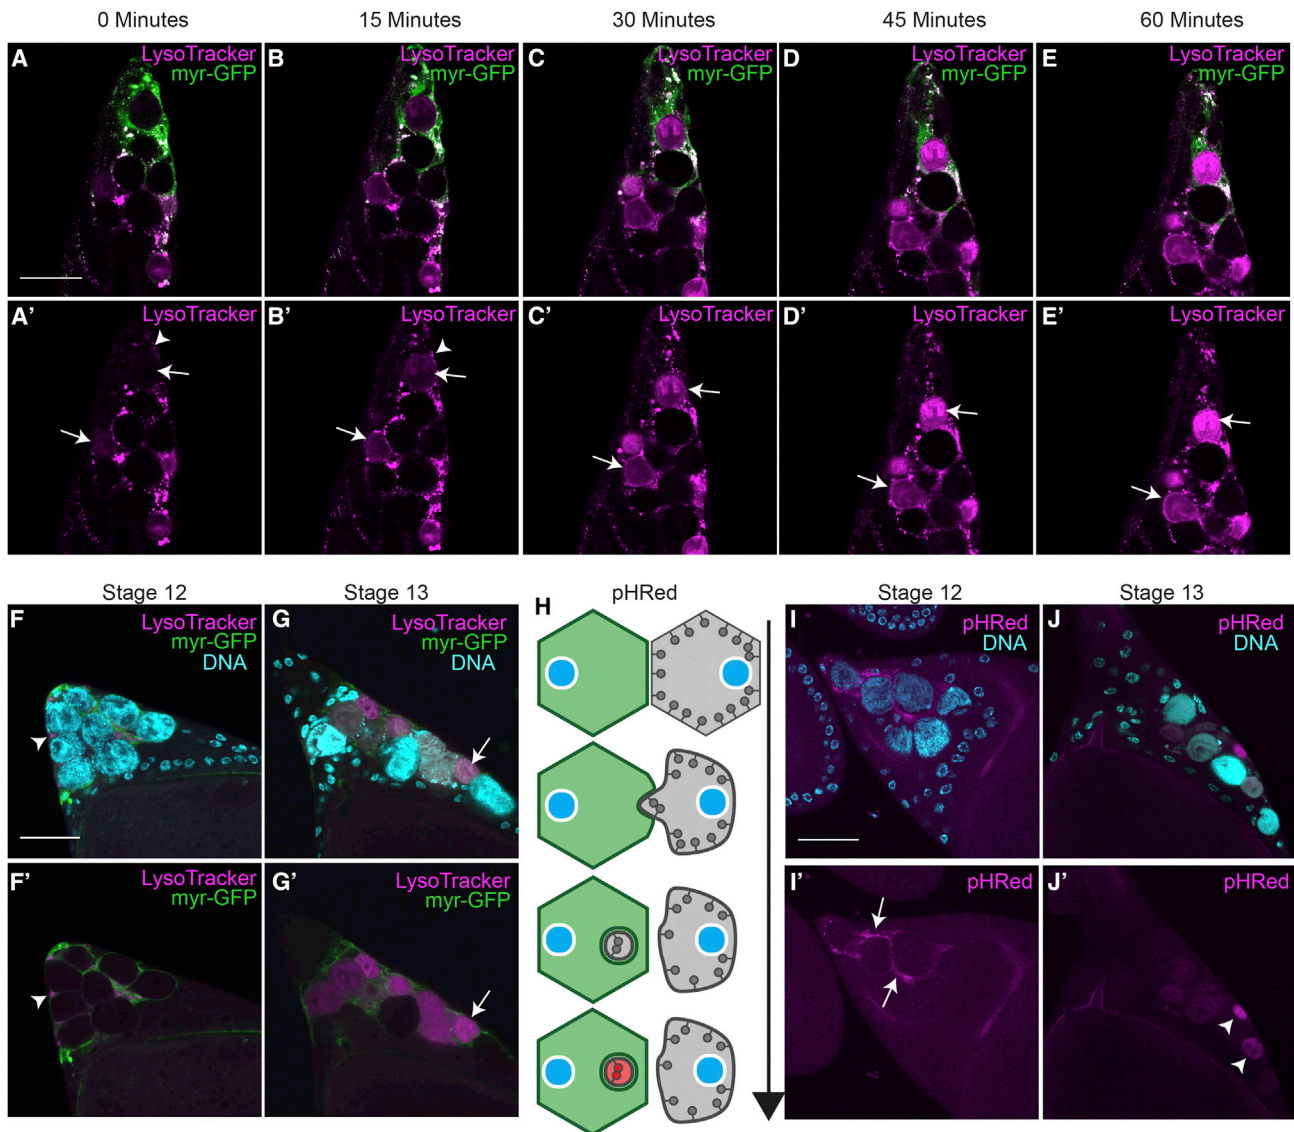 0 Minutes
15 Minutes
30 Minutes
45 Minutes
60 Minutes
A
LysoTracker
myr-GFP
B
LysoTracker
myr-GFP
C
LysoTracker
myr-GFP
D
LysoTracker
myr-GFP
E
LysoTracker
myr-GFP
A’
LysoTracker
B’
LysoTracker
C’
LysoTracker
D’
LysoTracker
E’
LysoTracker
Stage 12
Stage 13
pHRed
Stage 12
Stage 13
F
LysoTracker
myr-GFP
DNA
G
LysoTracker
myr-GFP
DNA
H
I
pHRed
DNA
J
pHRed
DNA
F’
LysoTracker
myr-GFP
G’
LysoTracker
myr-GFP
I’
pHRed
J’
pHRed